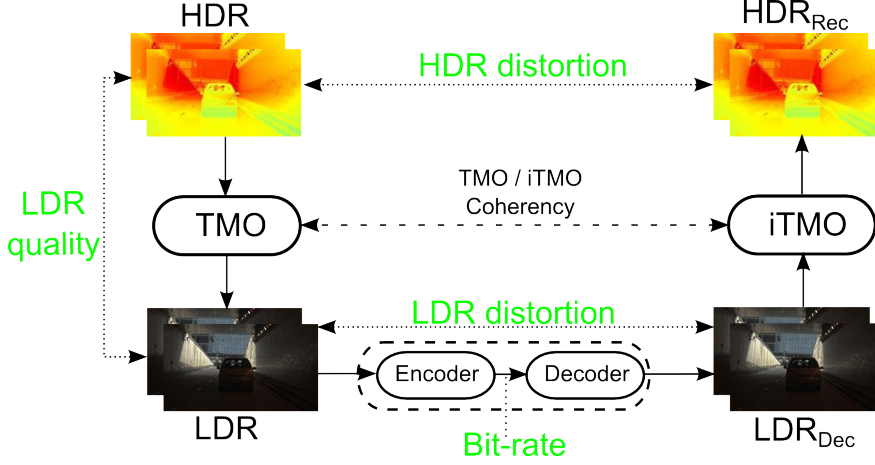 HDR
HDR_Rec
HDR distortion
TMO / iTMO
Coherency
LDR
quality
TMO
iTMO
LDR distortion
Encoder
Decoder
LDR
Bit-rate
LDR_Dec